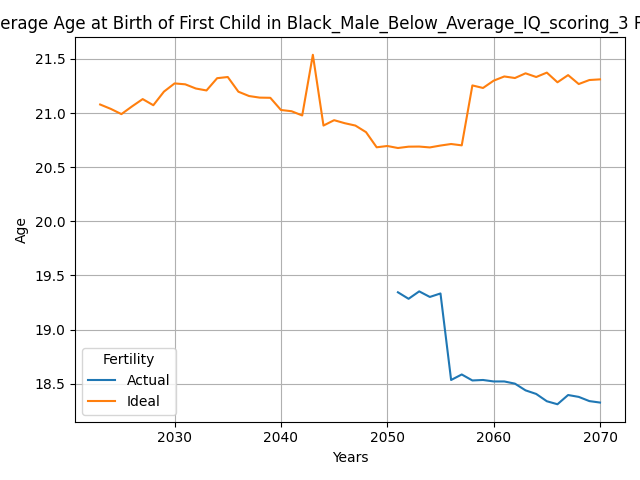 erage Age at Birth of First Child in Black_Male_Below_Average_IQ_scoring_3
21.5
21.0
20.5
20.0
19.5
19.0
18.5
Age
Fertility
Actual
Ideal
2030 2040 2050 2060 2070
Years